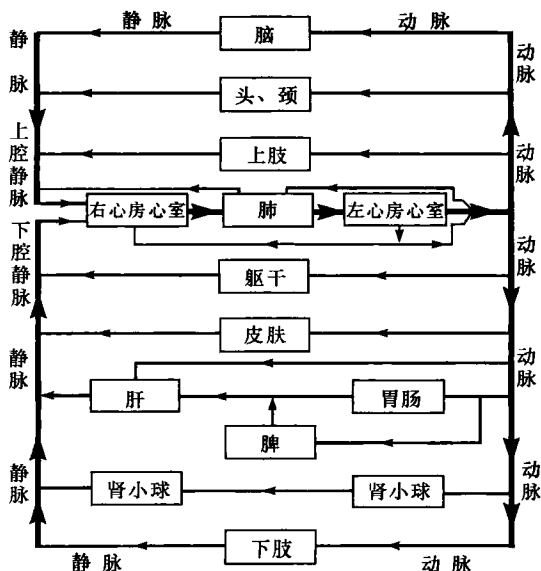 静脉
脑
动脉
静脉
动脉
头、颈
上肢
动脉
上腔静脉
右心房心室
肺
左心房心室
下腔静脉
动脉
躯干
皮肤
静脉
动脉
肝
胃肠
脾
静脉
肾小球
肾小球
动脉
静脉
下肢
动脉